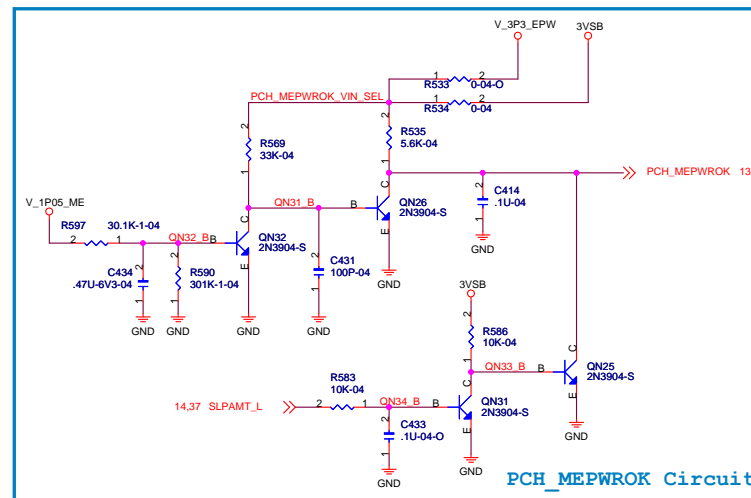 V_3P3_EPW
3VSB
1 2
R533 0-04-O
PCH_MEPWROK_VIN_SEL
1 2
R534 0-04
2
R569
33K-04
1
2
R535
5.6K-04
1
PCH_MEPWROK 13
V_1P05_ME
R597 30.1K-1-04
2 1
QN32_B B
C
QN32
2N3904-S
E
QN31_B B
C
QN26
2N3904-S
E
2
C414
.1U-04
1
GND
2
C434
.47U-6V3-04
1
GND
2
R590
301K-1-04
1
GND
GND
2
C431
100P-04
1
GND
GND
3VSB
2
R586
10K-04
1
QN33_B B
C
QN25
2N3904-S
E
GND
14,37 SLPAMT_L
R583
10K-04
2 1
QN34_B B
C
QN31
2N3904-S
E
GND
2
C433
.1U-04-O
1
GND
PCH_MEPWROK Circuit